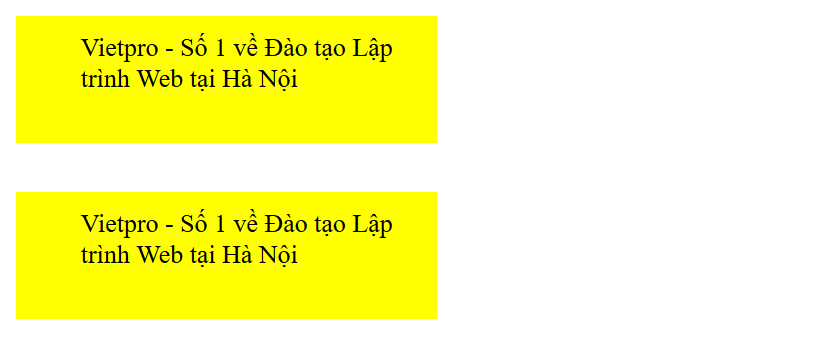 Vietpro - Số 1 về Đào tạo Lập
trình Web tại Hà Nội
Vietpro - Số 1 về Đào tạo Lập
trình Web tại Hà Nội